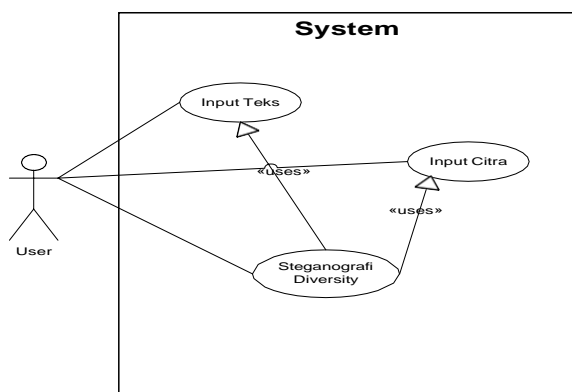 System
Input Teks
Input Citra
«uses»
«uses»
User
Steganografi
Diversity